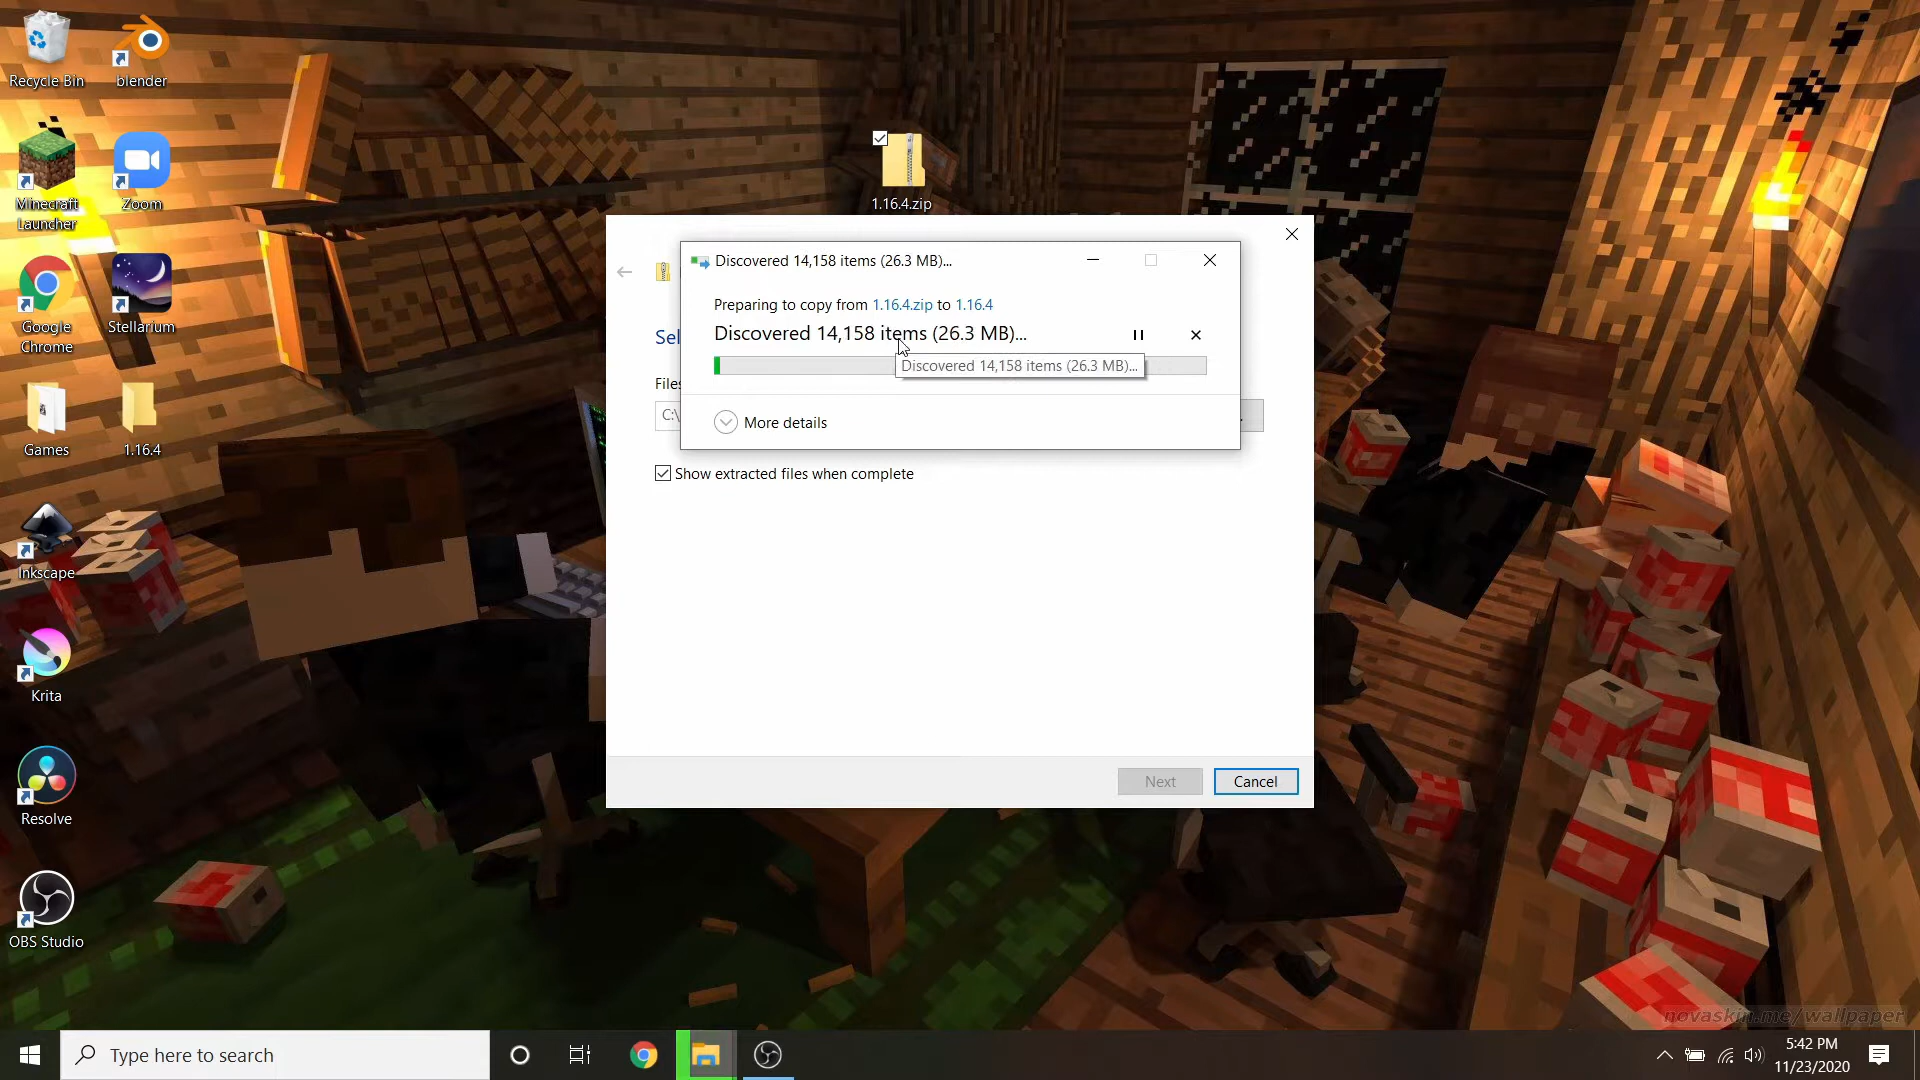 Recycle Bin
blender
Minecraft
Launcher
Zoom
Google
Chrome
Stellarium
Games
1.16.4
Inkscape
Krita
Resolve
OBS Studio
1.16.4.zip
Discovered 14,158 items (26.3 MB)...
Preparing to copy from 1.16.4.zip to 1.16.4
Discovered 14,158 items (26.3 MB)...
Discovered 14,158 items (26.3 MB)...
More details
Sel
Files
C:\
Show extracted files when complete
Next
Cancel
novaskin.me/wallpaper
Type here to search
5:42 PM
11/23/2020